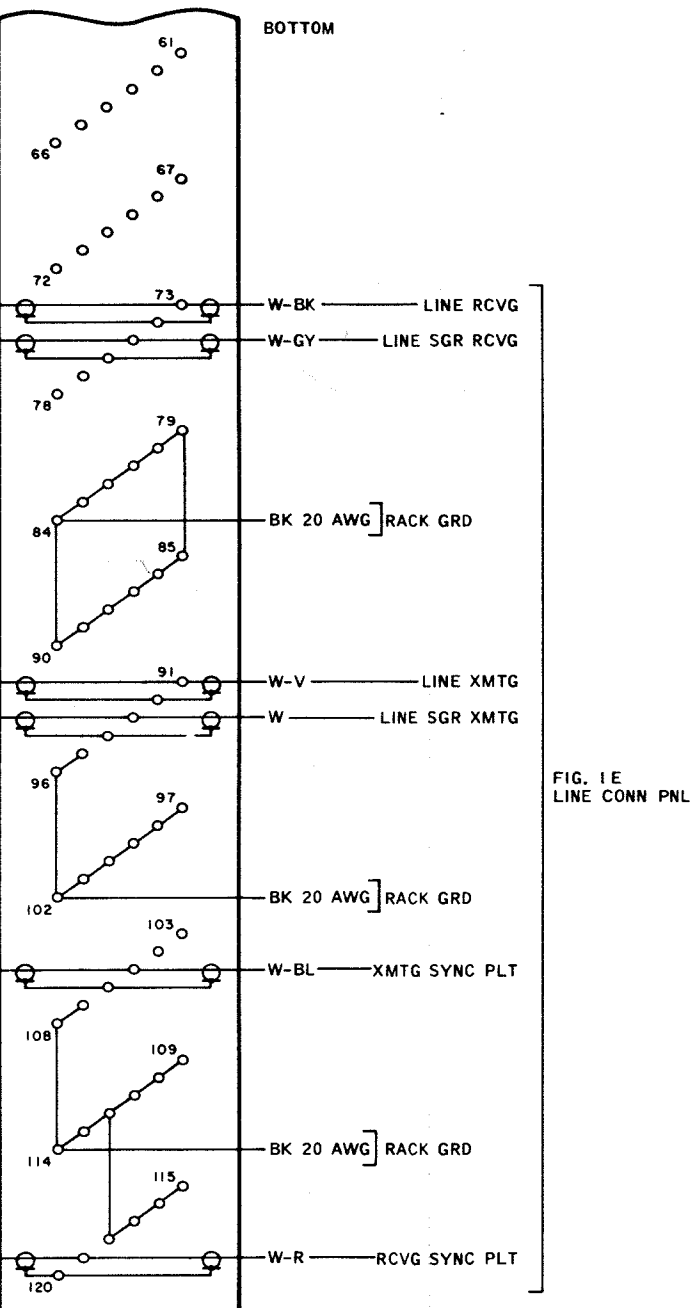 BOTTOM
61
66
67
72
73
W-BK LINE RCVG
W-GY LINE SGR RCVG
78
79
84
BK 20 AWG RACK GRD
85
90
91
W-V LINE XMTG
W LINE SGR XMTG
96
97
FIG. 1E
LINE CONN PNL
102
BK 20 AWG RACK GRD
103
W-BL XMTG SYNC PLT
108
109
114
BK 20 AWG RACK GRD
115
W-R RCVG SYNC PLT
120